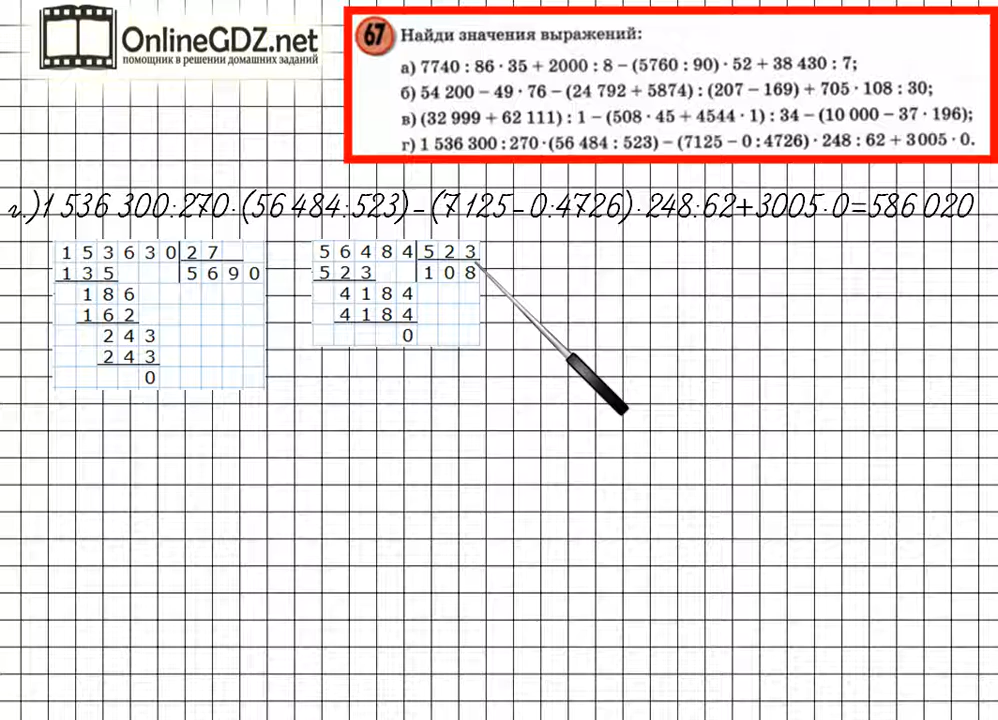 OnlineGDZ.net
помощник в решении домашних заданий
67 Найди значения выражений:
а) 7740 : 86 · 35 + 2000 : 8 – (5760 : 90) · 52 + 38 430 : 7;
б) 54 200 – 49 · 76 – (24 792 + 5874) : (207 – 169) + 705 · 108 : 30;
в) (32 999 + 62 111) : 1 – (508 · 45 + 4544 · 1) : 34 – (10 000 – 37 · 196);
г) 1 536 300 : 270 · (56 484 : 523) – (7125 – 0 : 4726) · 248 : 62 + 3005 · 0.
г.) 1 536 300:270·(56 484:523)–(7125–0:4726)·248:62+3005·0=586 020
153630 27
135 5690
186
162
243
243
0
56484 523
523 108
4184
4184
0